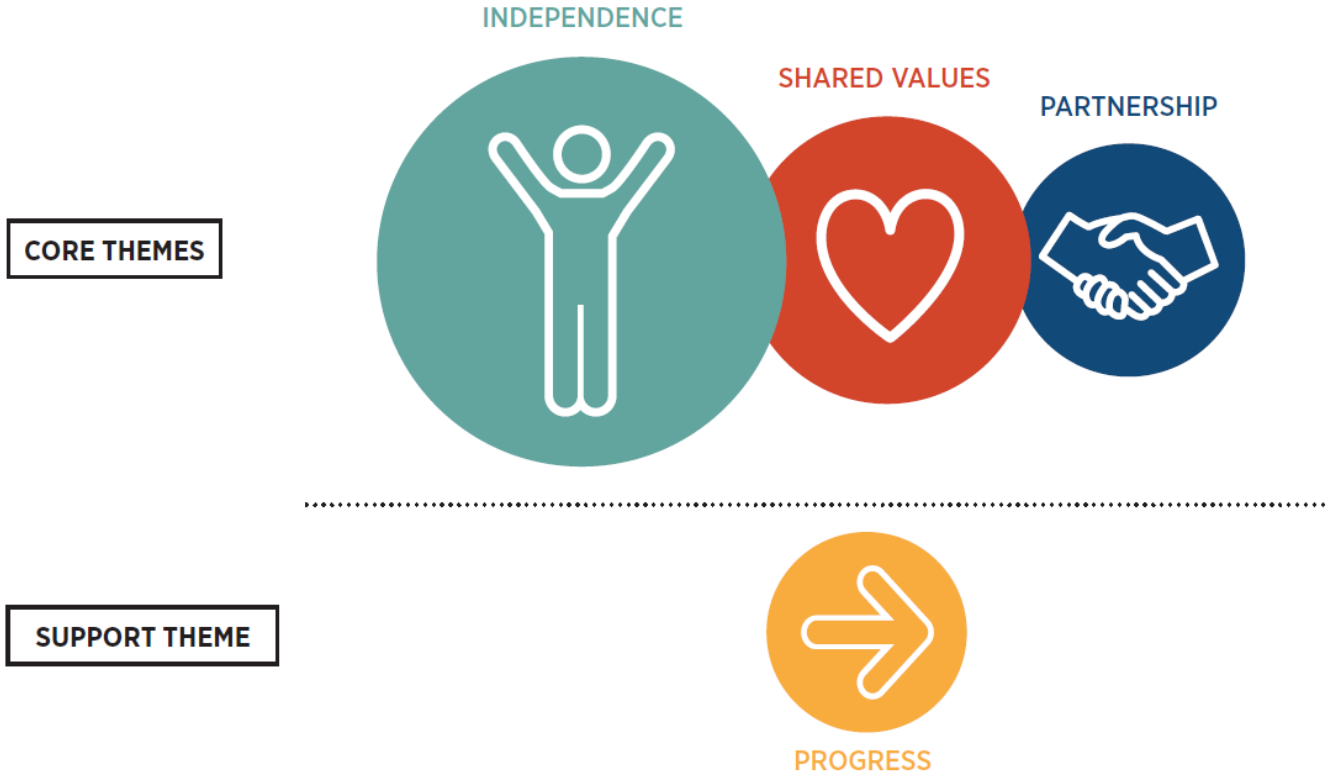 INDEPENDENCE
SHARED VALUES
PARTNERSHIP
CORE THEMES
SUPPORT THEME
PROGRESS